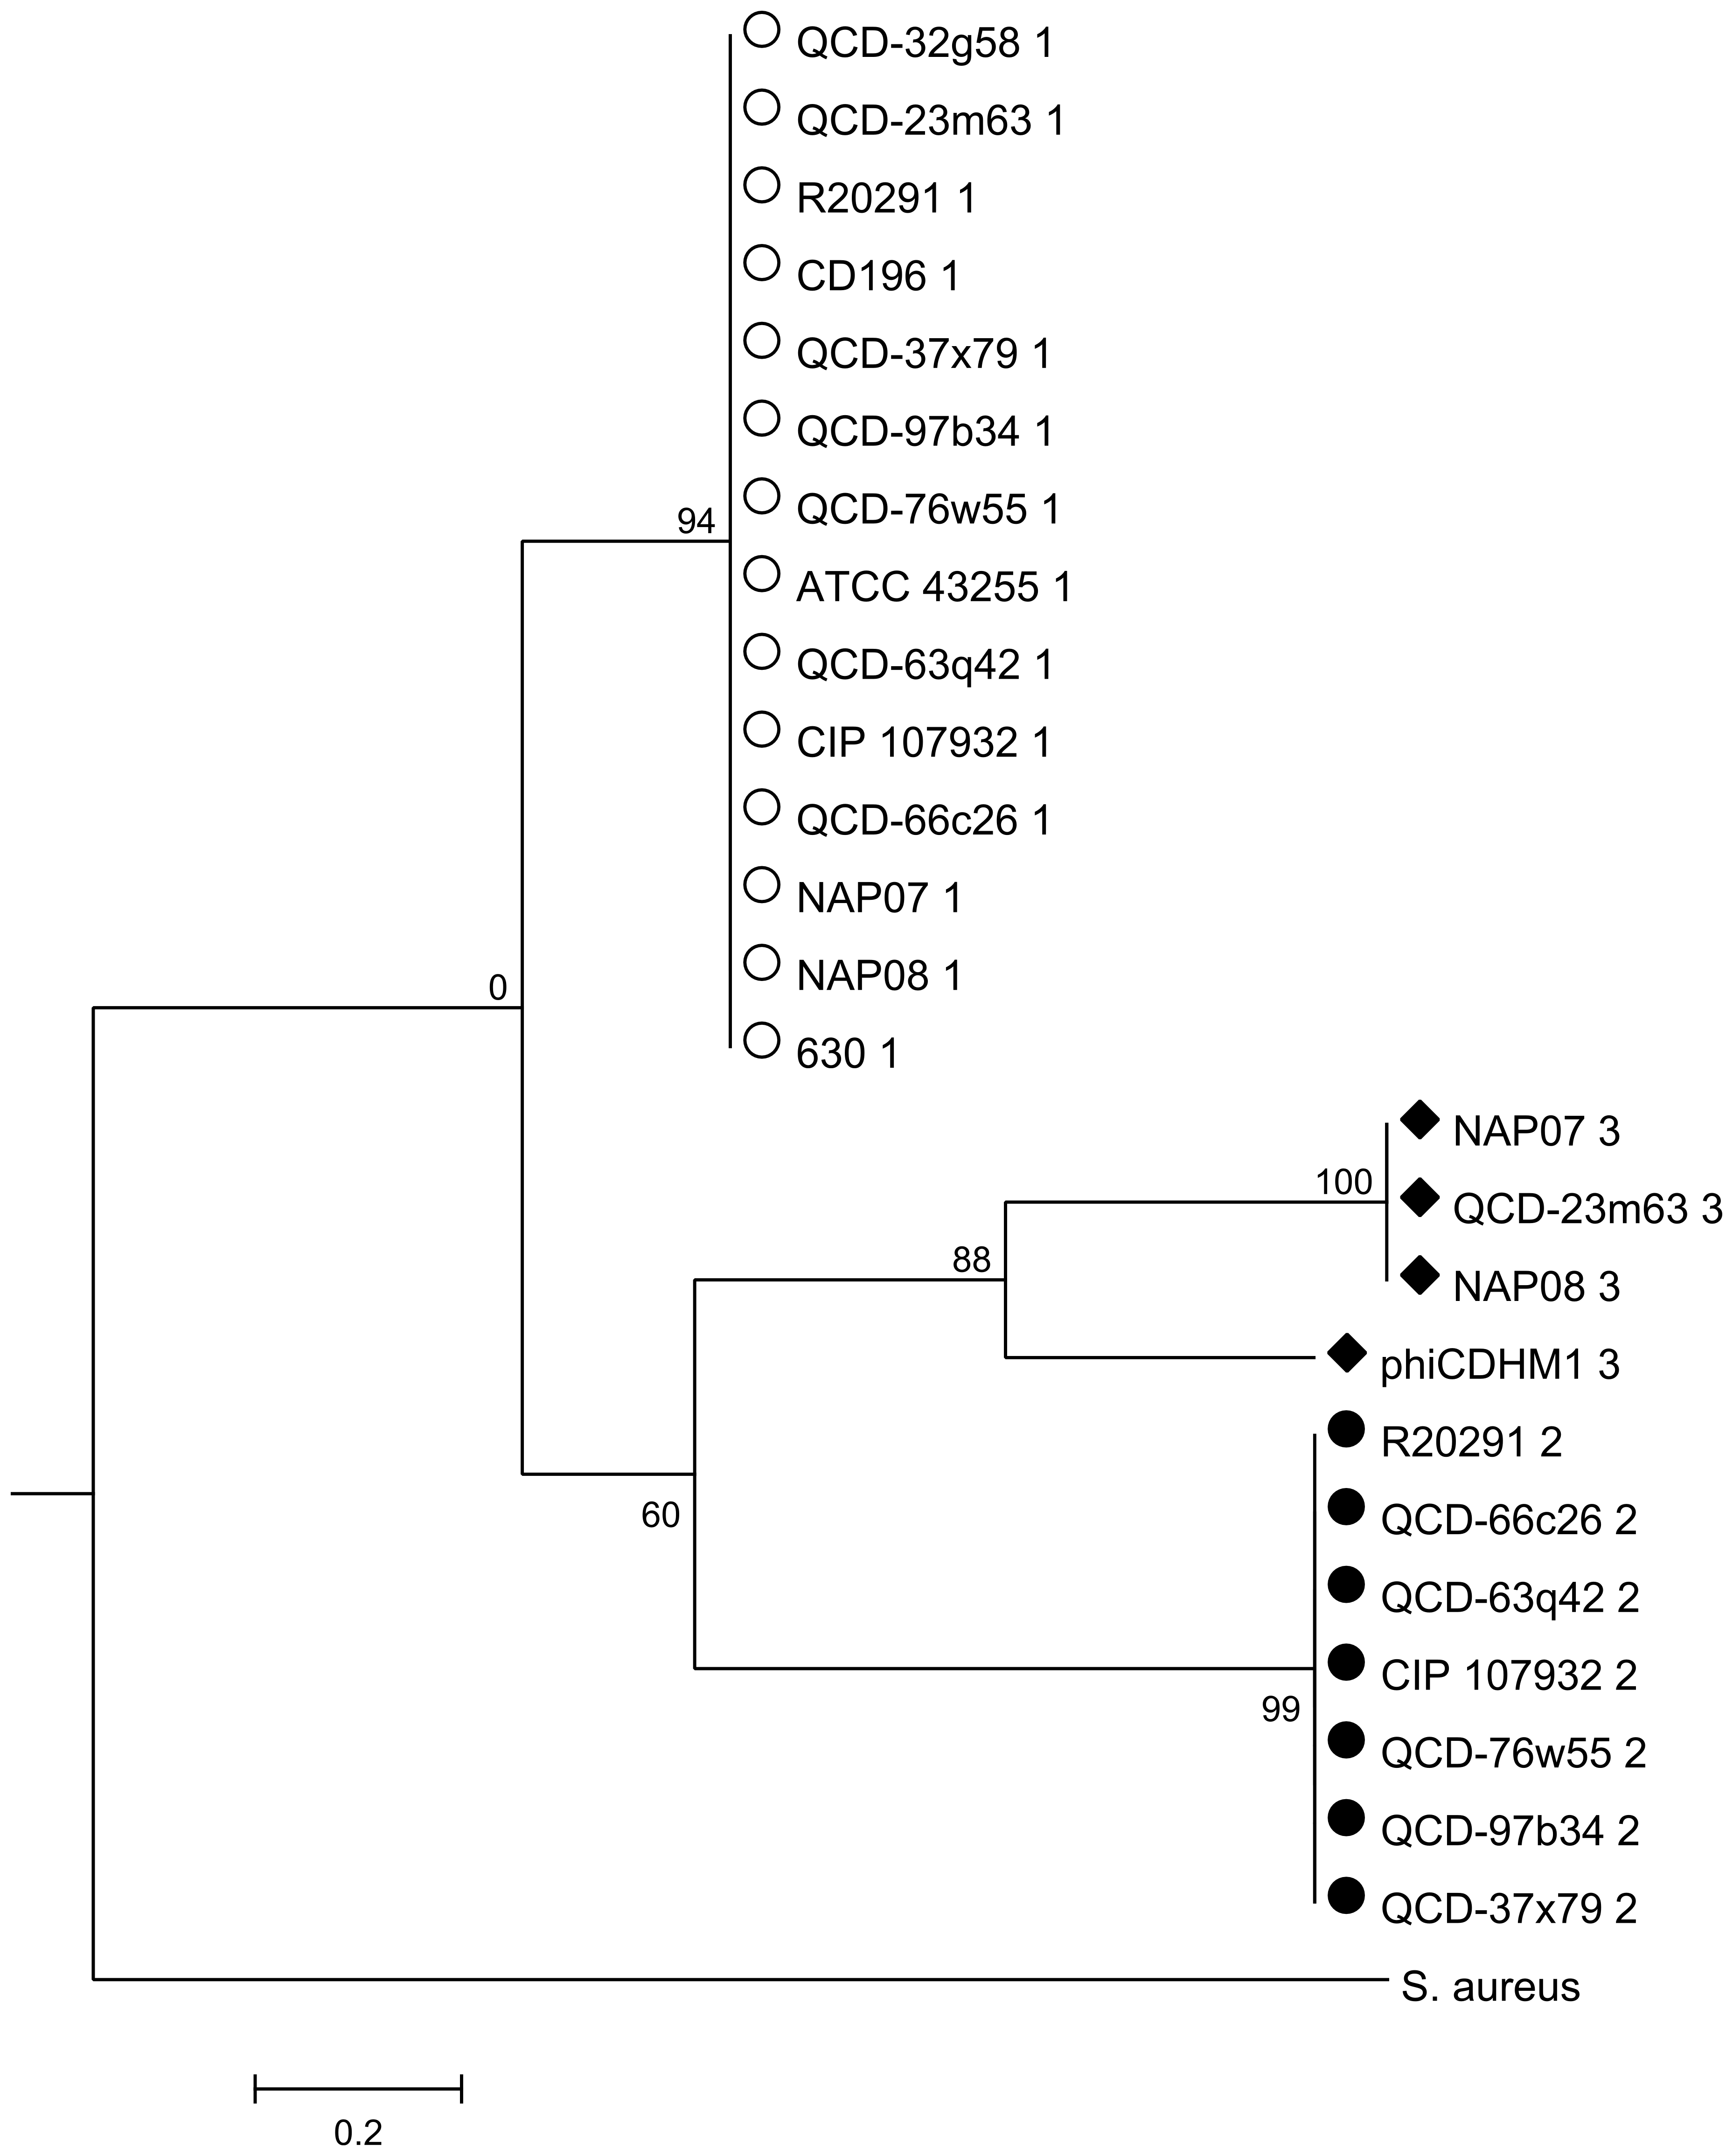 QCD-32g58 1
QCD-23m63 1
R20291 1
CD196 1
QCD-37x79 1
QCD-97b34 1
QCD-76w55 1
94
ATCC 43255 1
QCD-63q42 1
CIP 107932 1
QCD-66c26 1
NAP07 1
NAP08 1
0
630 1
NAP07 3
100
QCD-23m63 3
88
NAP08 3
phiCDHM1 3
R20291 2
60
QCD-66c26 2
QCD-63q42 2
CIP 107932 2
99
QCD-76w55 2
QCD-97b34 2
QCD-37x79 2
S. aureus
0.2